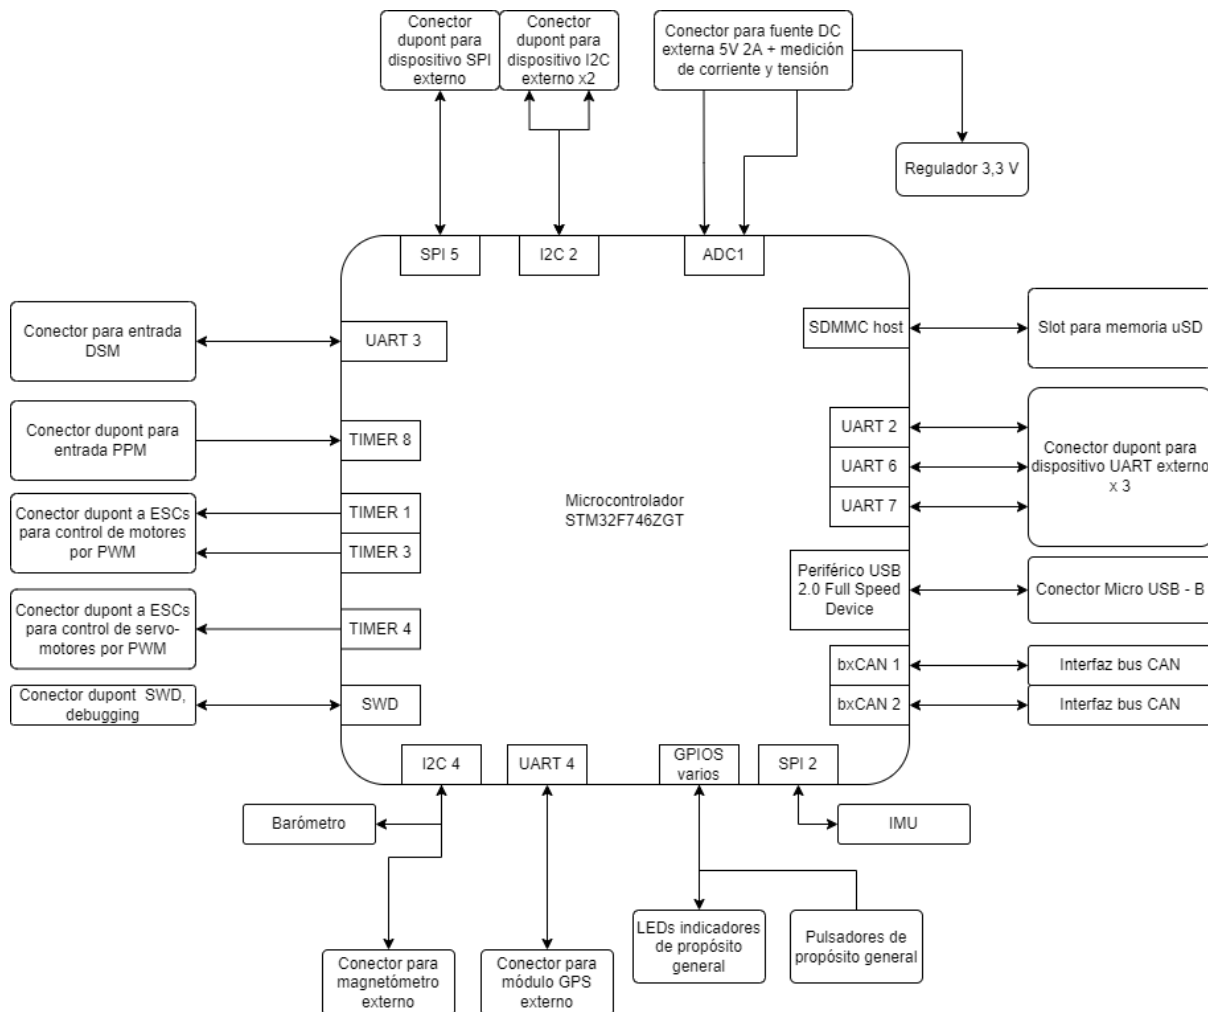 Conector
dupont para
dispositivo SPI
externo
Conector
dupont para
dispositivo I2C
externo x2
Conector para fuente DC
externa 5V 2A + medición
de corriente y tensión
Regulador 3,3 V
SPI 5
I2C 2
ADC1
Conector para entrada
DSM
UART 3
SDMMC host
Slot para memoria uSD
Conector dupont para
entrada PPM
TIMER 8
UART 2
UART 6
UART 7
Conector dupont para
dispositivo UART externo
x 3
Conector dupont a ESCs
para control de motores
por PWM
TIMER 1
TIMER 3
Microcontrolador
STM32F746ZGT
Conector dupont a ESCs
para control de servo-
motores por PWM
TIMER 4
Periférico USB
2.0 Full Speed
Device
Conector Micro USB - B
Conector dupont SWD,
debugging
SWD
bxCAN 1
Interfaz bus CAN
bxCAN 2
Interfaz bus CAN
I2C 4
UART 4
GPIOS
varios
SPI 2
Barómetro
IMU
Conector para
magnetómetro
externo
Conector para
módulo GPS
externo
LEDs indicadores
de propósito
general
Pulsadores de
propósito general